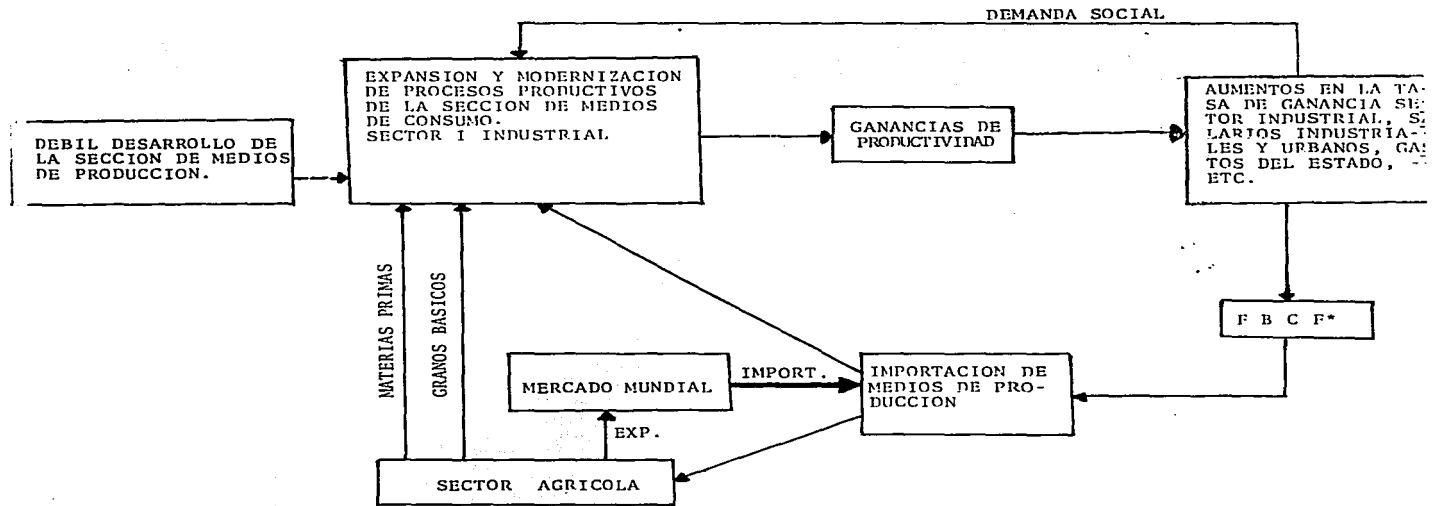 DEMANDA SOCIAL
EXPANSION Y MODERNIZACION
DE PROCESOS PRODUCTIVOS
DE LA SECCION DE MEDIOS
DE CONSUMO.
SECTOR I INDUSTRIAL
AUMENTOS EN LA TA-
SA DE GANANCIA SE
TOR INDUSTRIAL, S
LARIOS INDUSTRIA-
LES Y URBANOS, GAS
TOS DEL ESTADO, -
ETC.
GANANCIAS DE
PRODUCTIVIDAD
DEBIL DESARROLLO DE
LA SECCION DE MEDIOS
DE PRODUCCION.
MATERIAS PRIMAS
GRANOS BASICOS
F B C F*
MERCADO MUNDIAL
IMPORT.
IMPORTACION DE
MEDIOS DE PRO-
DUCCION
EXP.
SECTOR AGRICOLA